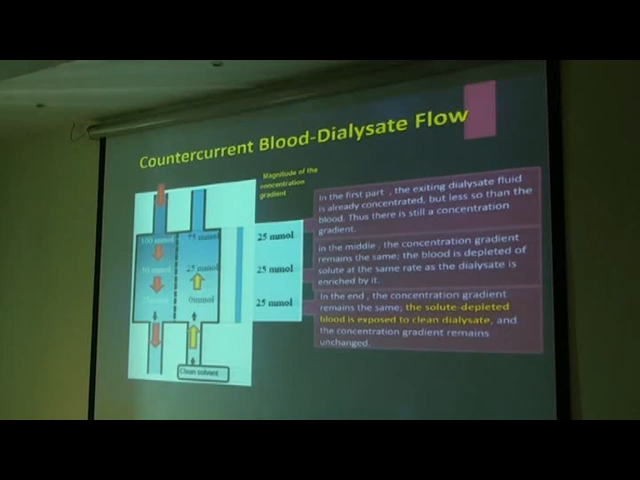 Countercurrent Blood-Dialysate Flow
Magnitude of the
concentration
gradient
In the first part , the exiting dialysate fluid
is already concentrated, but less so than the
blood. Thus there is still a concentration
gradient.
100 mmol 75 mmol 25 mmol
in the middle , the concentration gradient
remains the same; the blood is depleted of
solute at the same rate as the dialysate is
enriched by it.
50 mmol 25 mmol 25 mmol
In the end , the concentration gradient
remains the same; the solute-depleted
blood is exposed to clean dialysate, and
the concentration gradient remains
unchanged.
0mmol 25 mmol
Clean solvent